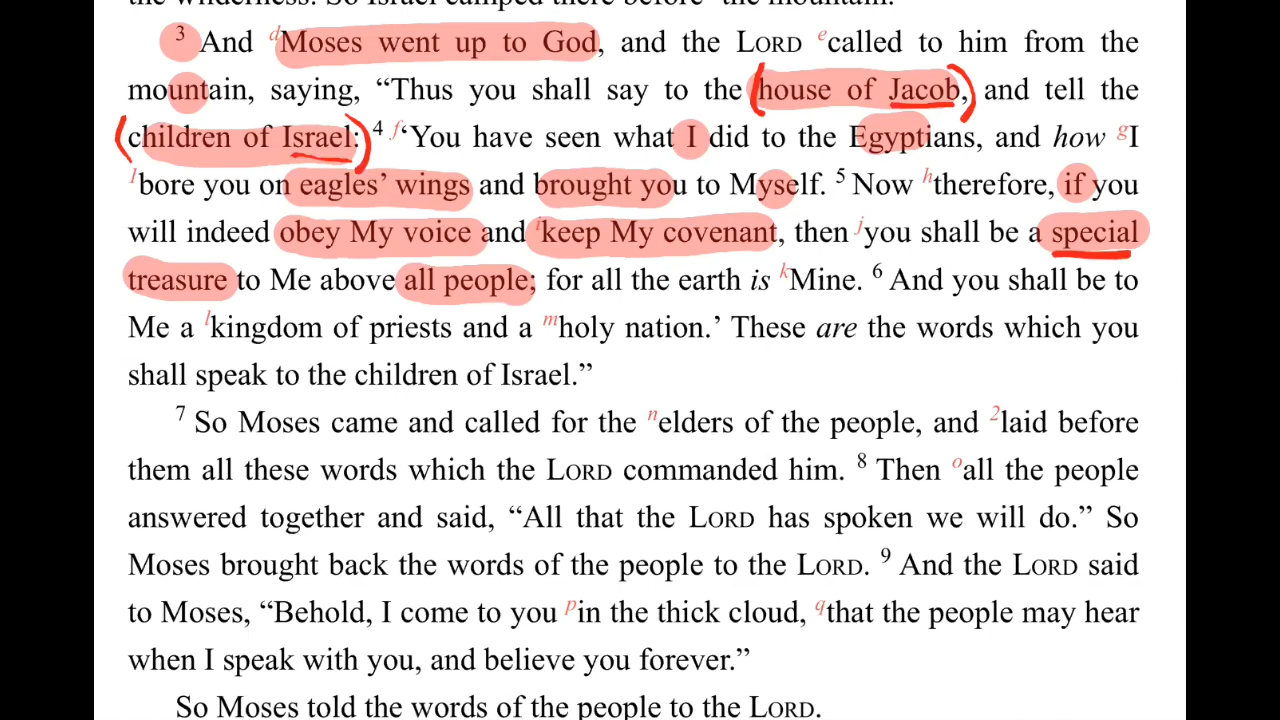 the wilderness. So Israel camped there before the mountain.
3 And dMoses went up to God, and the LORD ecalled to him from the
mountain, saying, “Thus you shall say to the house of Jacob, and tell the
children of Israel: 4 f‘You have seen what I did to the Egyptians, and how gI
1bore you on eagles’ wings and brought you to Myself. 5 Now htherefore, if you
will indeed obey My voice and ikeep My covenant, then jyou shall be a special
treasure to Me above all people; for all the earth is kMine. 6 And you shall be to
Me a lkingdom of priests and a mholy nation.’ These are the words which you
shall speak to the children of Israel.”
7 So Moses came and called for the nelders of the people, and 2laid before
them all these words which the LORD commanded him. 8 Then oall the people
answered together and said, “All that the LORD has spoken we will do.” So
Moses brought back the words of the people to the LORD. 9 And the LORD said
to Moses, “Behold, I come to you pin the thick cloud, qthat the people may hear
when I speak with you, and believe you forever.”
So Moses told the words of the people to the LORD.